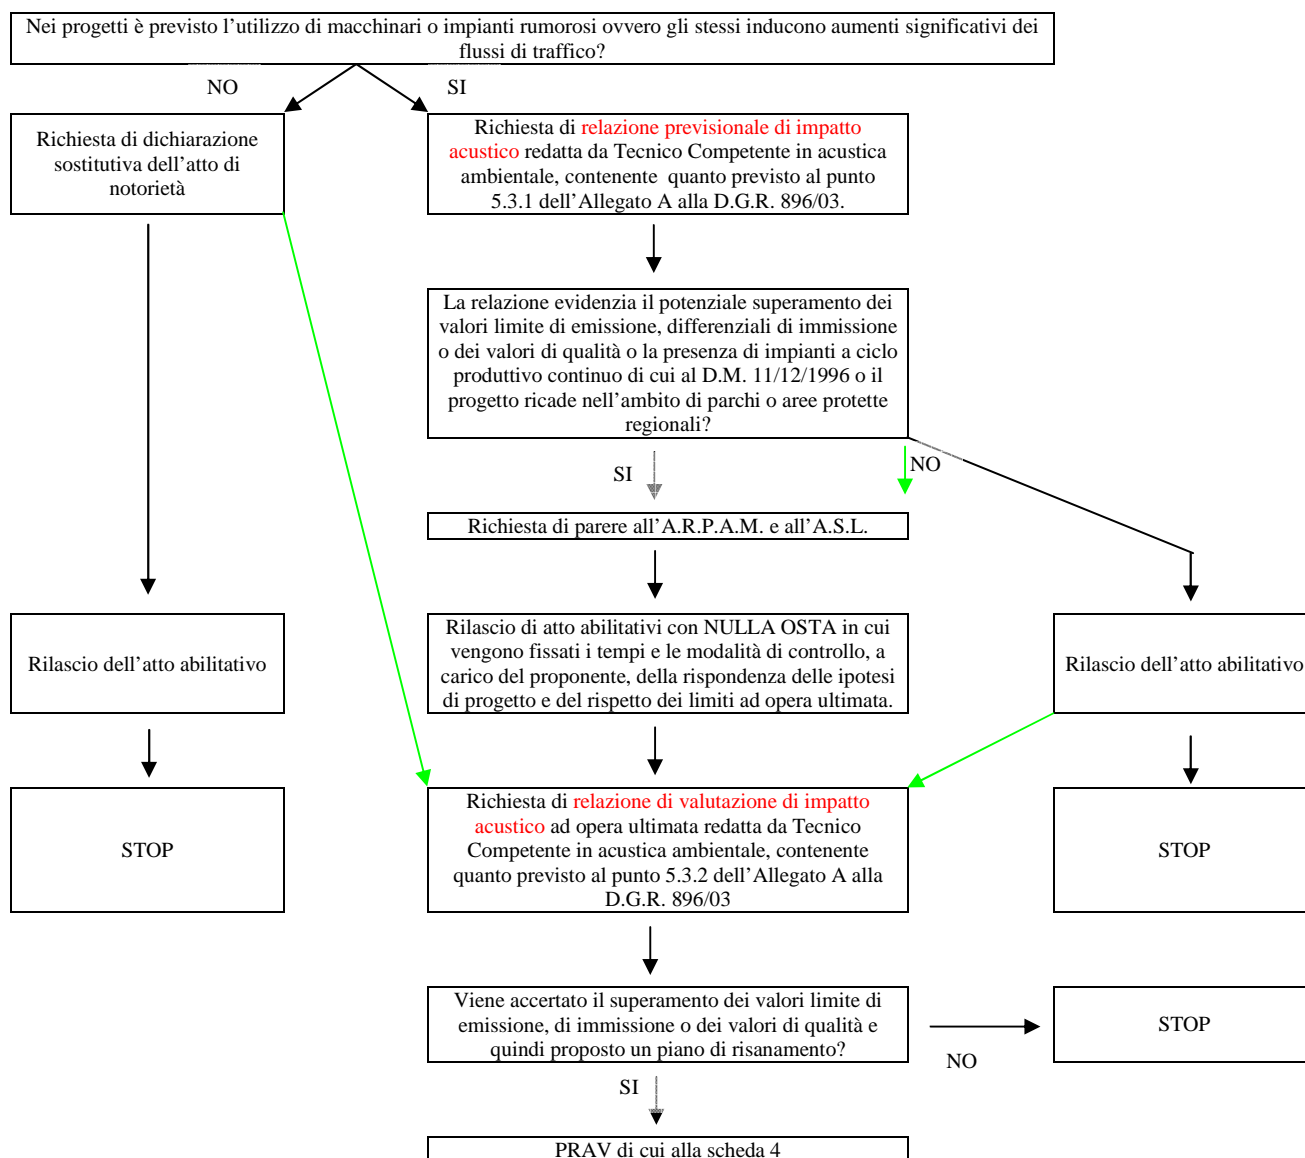 Nei progetti è previsto l’utilizzo di macchinari o impianti rumorosi ovvero gli stessi inducono aumenti significativi dei
flussi di traffico?
NO
SI
Richiesta di dichiarazione
sostitutiva dell’atto di
notorietà
Richiesta di relazione previsionale di impatto
acustico redatta da Tecnico Competente in acustica
ambientale, contenente quanto previsto al punto
5.3.1 dell’Allegato A alla D.G.R. 896/03.
La relazione evidenzia il potenziale superamento dei
valori limite di emissione, differenziali di immissione
o dei valori di qualità o la presenza di impianti a ciclo
produttivo continuo di cui al D.M. 11/12/1996 o il
progetto ricade nell’ambito di parchi o aree protette
regionali?
SI
NO
Richiesta di parere all’A.R.P.A.M. e all’A.S.L.
Rilascio dell’atto abilitativo
Rilascio di atto abilitativi con NULLA OSTA in cui
vengono fissati i tempi e le modalità di controllo, a
carico del proponente, della rispondenza delle ipotesi
di progetto e del rispetto dei limiti ad opera ultimata.
Rilascio dell’atto abilitativo
STOP
Richiesta di relazione di valutazione di impatto
acustico ad opera ultimata redatta da Tecnico
Competente in acustica ambientale, contenente
quanto previsto al punto 5.3.2 dell’Allegato A alla
D.G.R. 896/03
STOP
Viene accertato il superamento dei valori limite di
emissione, di immissione o dei valori di qualità e
quindi proposto un piano di risanamento?
NO
STOP
SI
PRAV di cui alla scheda 4